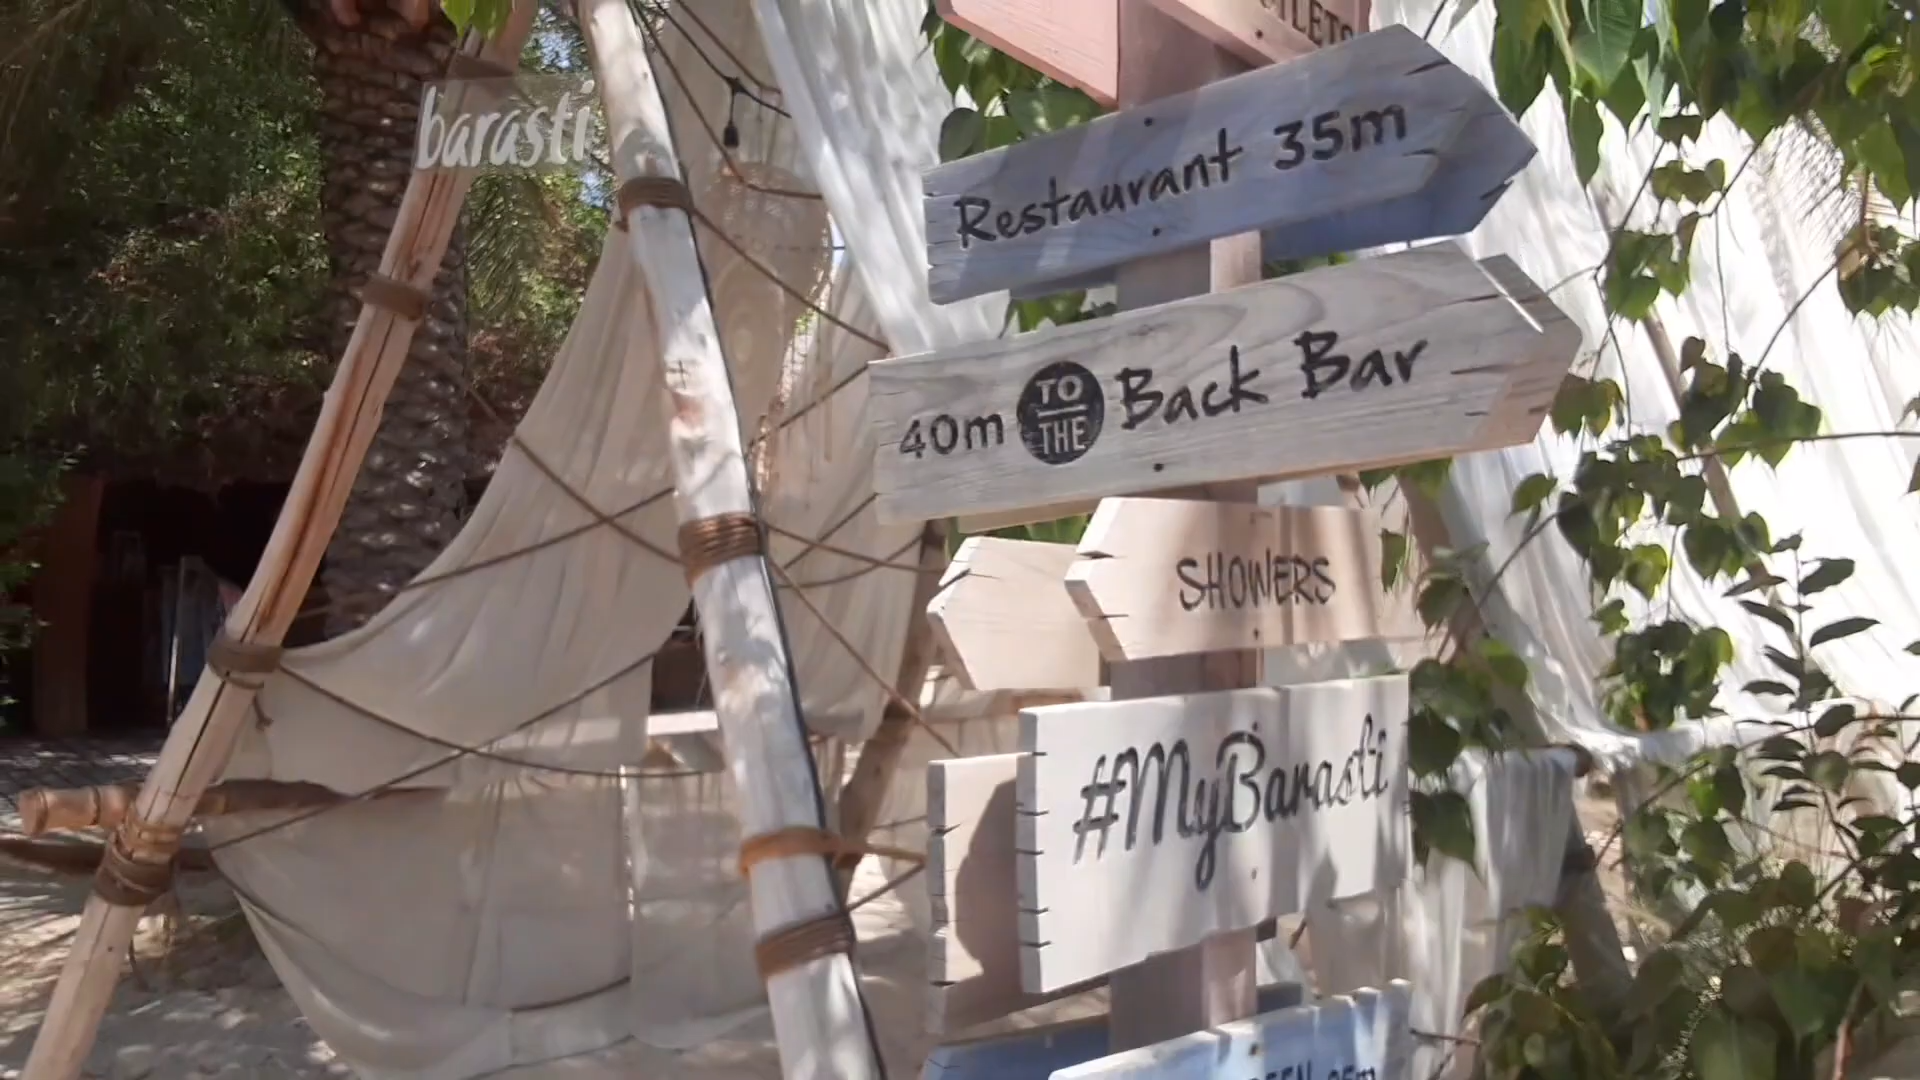 barasti
Restaurant 35m
40m TO THE Back Bar
SHOWERS
#MyBarasti